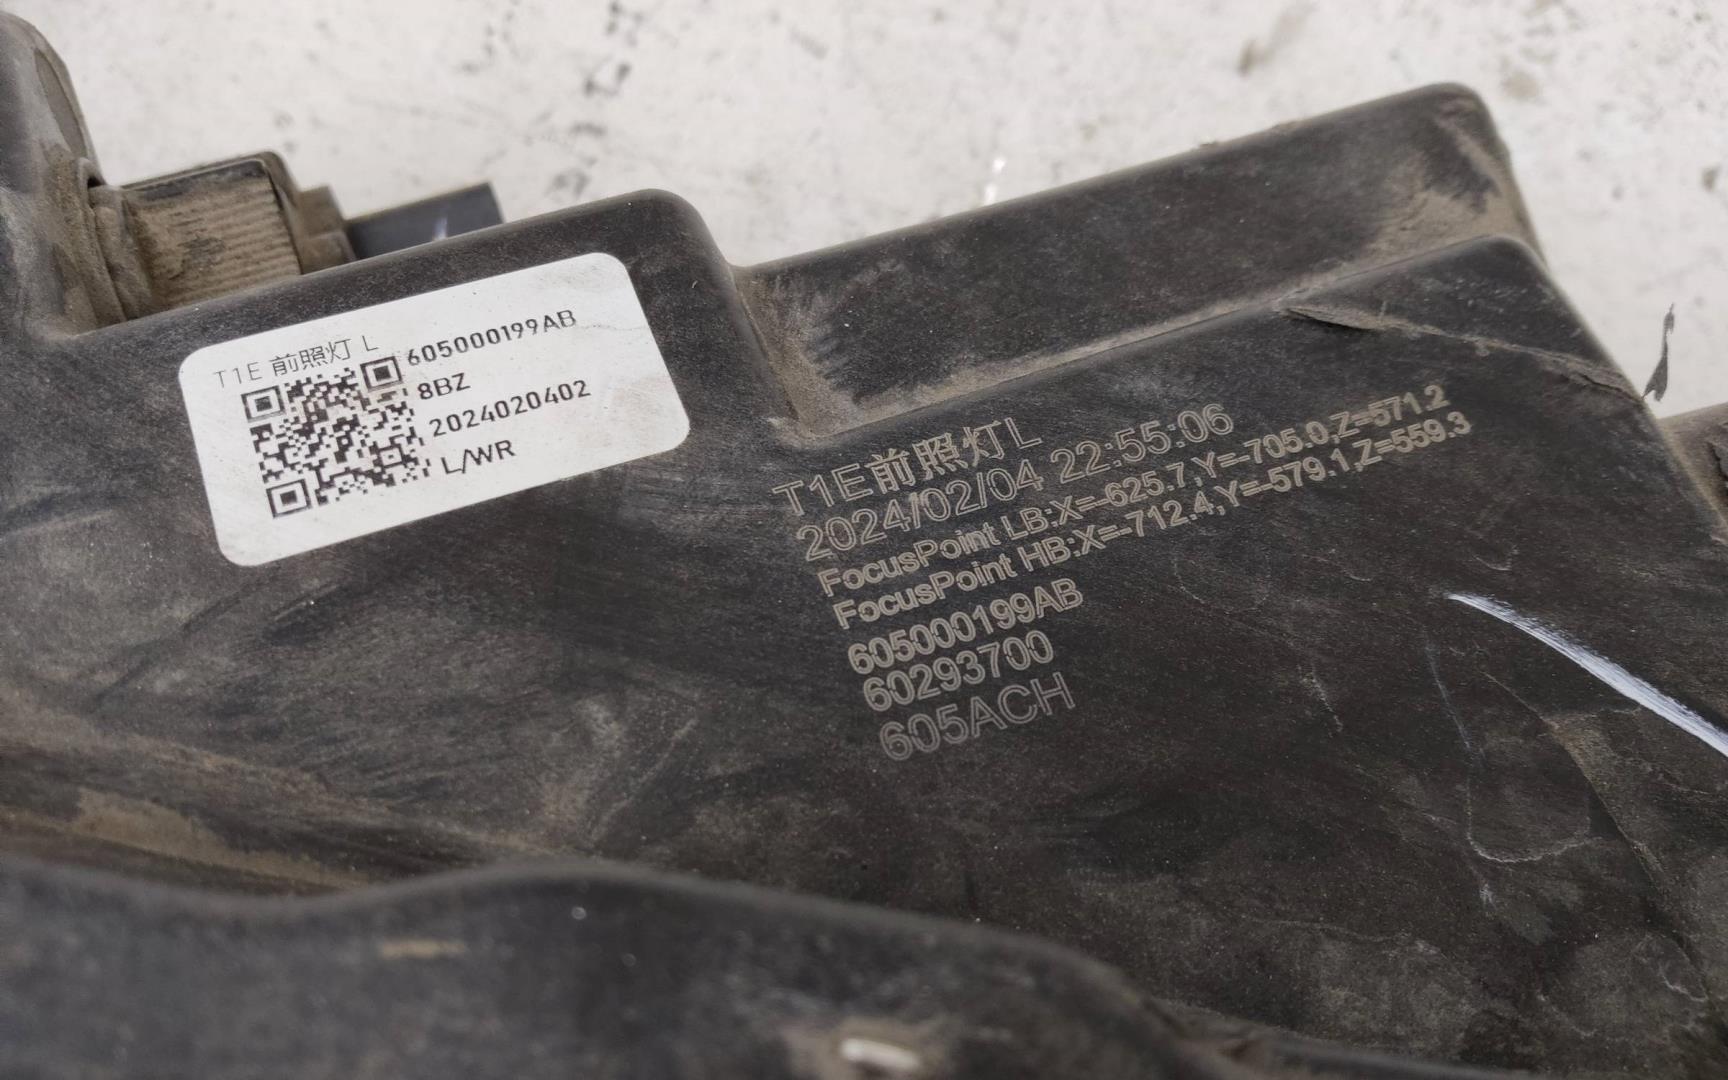 T1E 前照灯 L
605000199AB
8BZ
2024020402
L/WR
T1E前照灯L
2024/02/04 22:55:06
FocusPoint LB:X=-625.7,Y=-705.0,Z=571.2
FocusPoint HB:X=-712.4,Y=-579.1,Z=559.3
605000199AB
60293700
605ACH